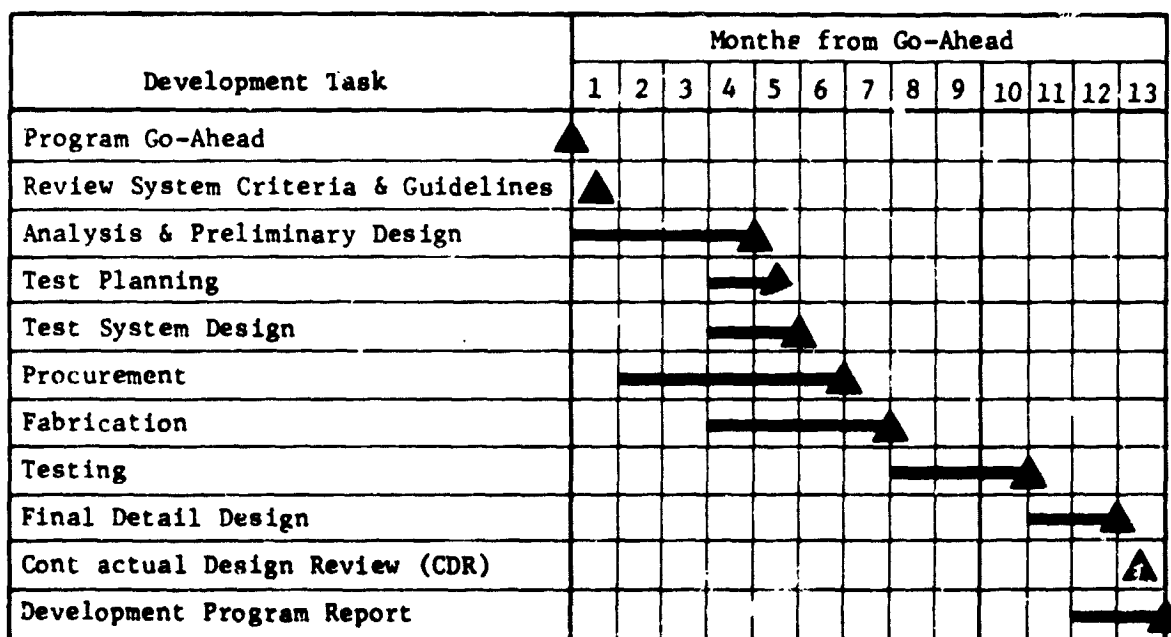 Months from Go-Ahead
Development Task
1 2 3 4 5 6 7 8 9 10 11 12 13
Program Go-Ahead
Review System Criteria & Guidelines
Analysis & Preliminary Design
Test Planning
Test System Design
Procurement
Fabrication
Testing
Final Detail Design
Cont actual Design Review (CDR)
Development Program Report